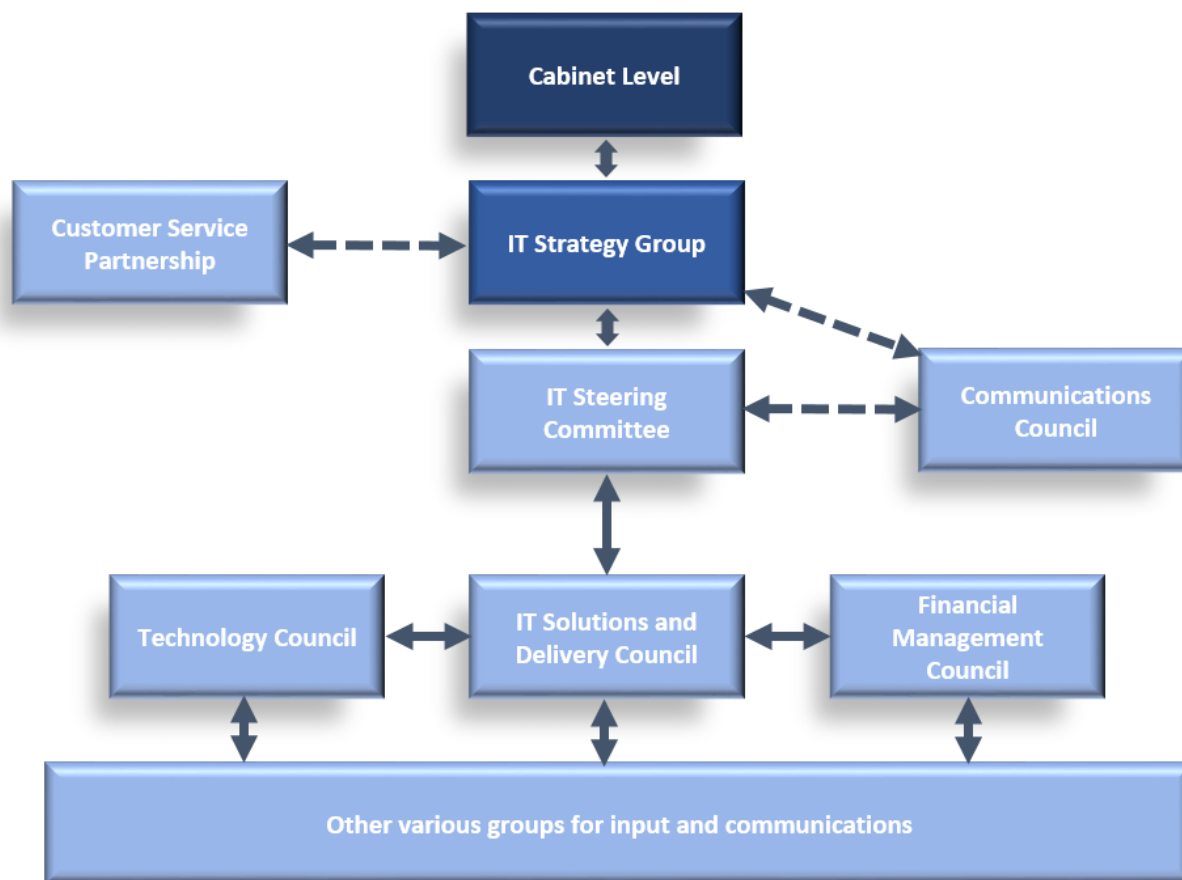 Cabinet Level
Customer Service
Partnership
IT Strategy Group
IT Steering
Committee
Communications
Council
Technology Council
IT Solutions and
Delivery Council
Financial
Management
Council
Other various groups for input and communications